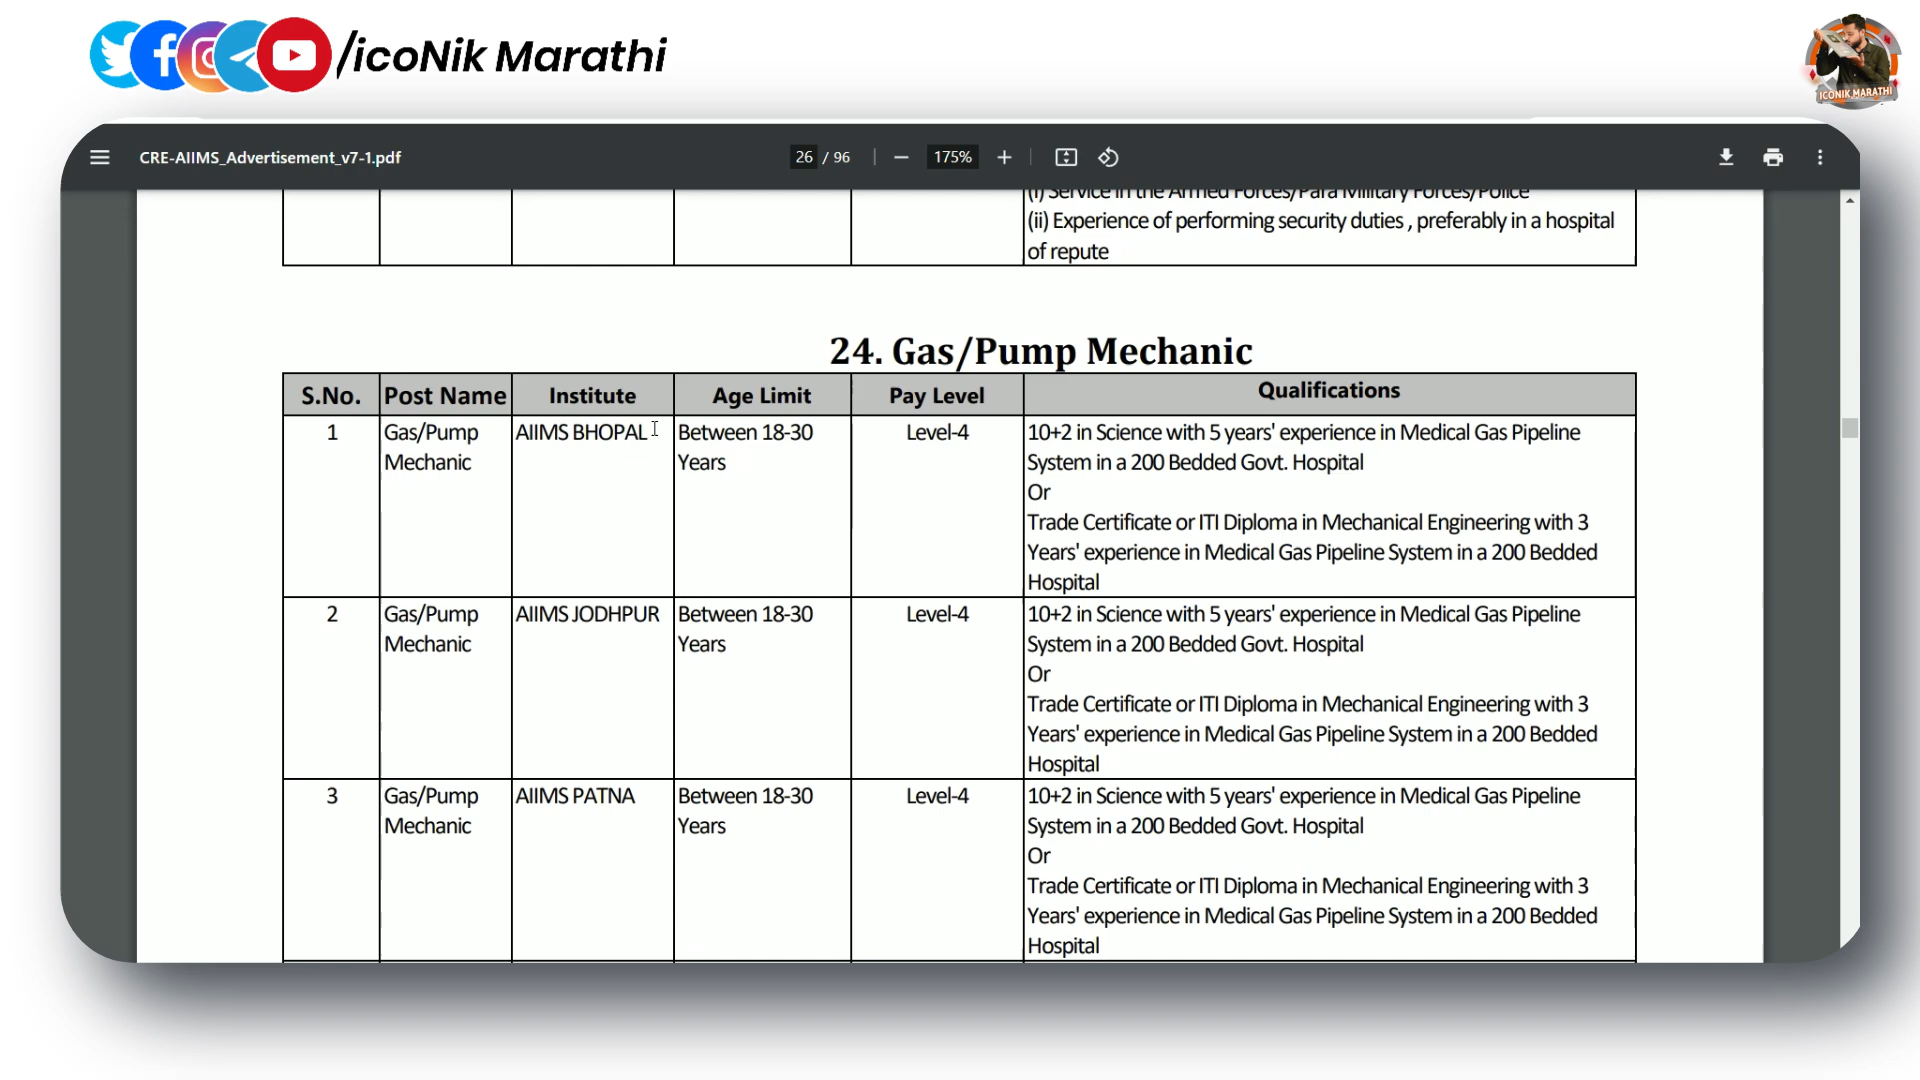 /icoNik Marathi
ICONIK MARATHI
CRE-AIIMS_Advertisement_v7-1.pdf
26 / 96
175%
(i) Service in the Armed Forces/Para Military Forces/Police
(ii) Experience of performing security duties , preferably in a hospital
of repute
24. Gas/Pump Mechanic
S.No. Post Name Institute Age Limit Pay Level Qualifications
1 Gas/Pump AIIMS BHOPAL Between 18-30 Level-4 10+2 in Science with 5 years' experience in Medical Gas Pipeline
Mechanic Years System in a 200 Bedded Govt. Hospital
Or
Trade Certificate or ITI Diploma in Mechanical Engineering with 3
Years' experience in Medical Gas Pipeline System in a 200 Bedded
Hospital
2 Gas/Pump AIIMS JODHPUR Between 18-30 Level-4 10+2 in Science with 5 years' experience in Medical Gas Pipeline
Mechanic Years System in a 200 Bedded Govt. Hospital
Or
Trade Certificate or ITI Diploma in Mechanical Engineering with 3
Years' experience in Medical Gas Pipeline System in a 200 Bedded
Hospital
3 Gas/Pump AIIMS PATNA Between 18-30 Level-4 10+2 in Science with 5 years' experience in Medical Gas Pipeline
Mechanic Years System in a 200 Bedded Govt. Hospital
Or
Trade Certificate or ITI Diploma in Mechanical Engineering with 3
Years' experience in Medical Gas Pipeline System in a 200 Bedded
Hospital